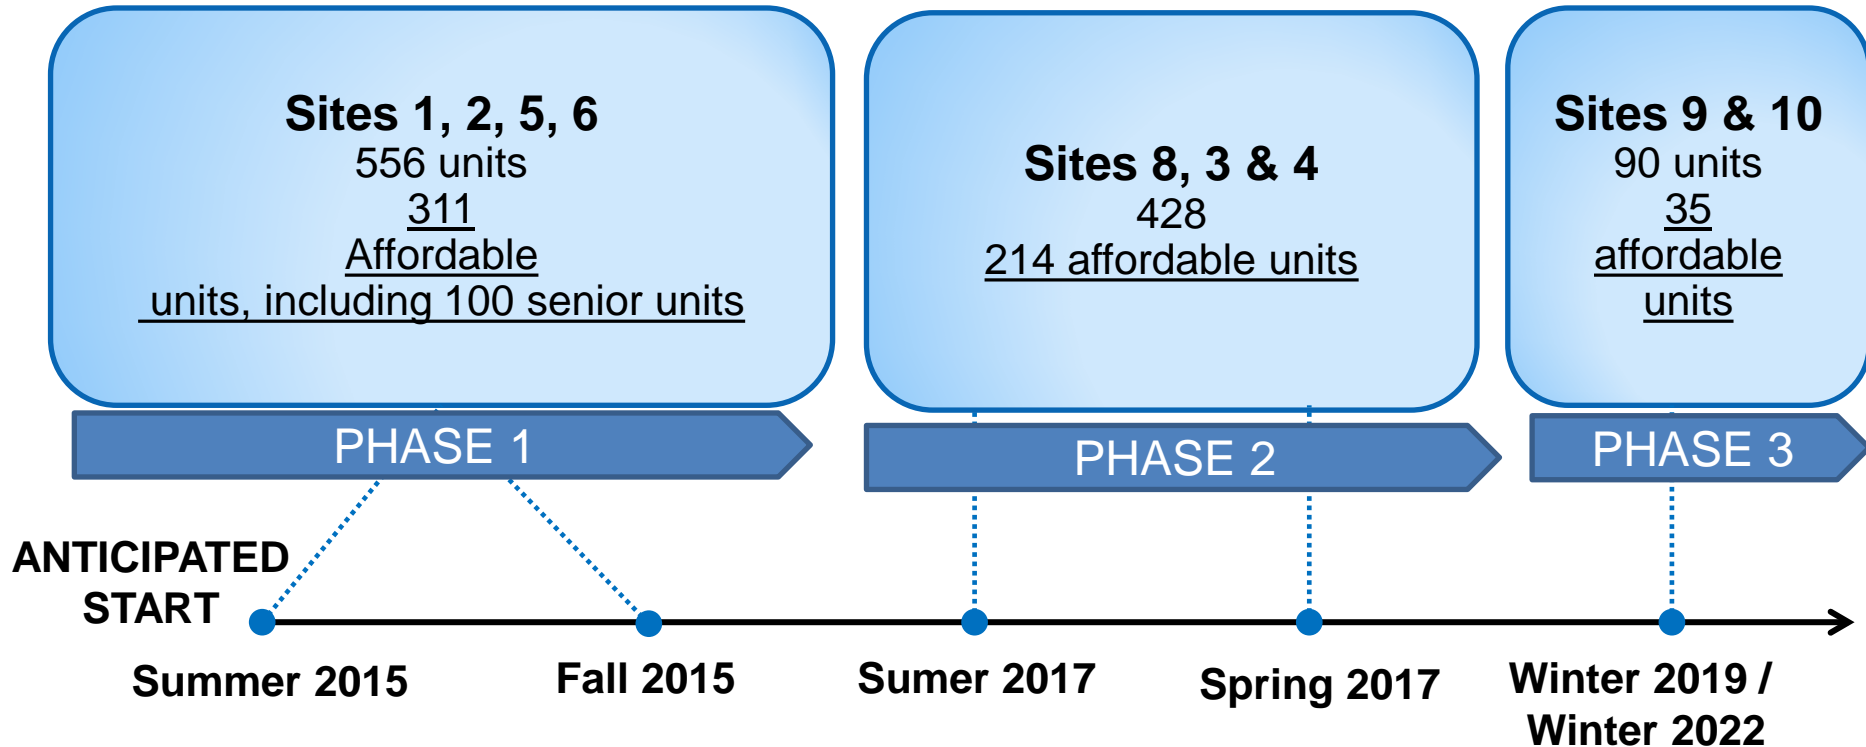 Sites 1, 2, 5, 6
556 units
311
Affordable
units, including 100 senior units
Sites 8, 3 & 4
428
214 affordable units
Sites 9 & 10
90 units
35
affordable
units
PHASE 1
PHASE 2
PHASE 3
ANTICIPATED
START
Summer 2015
Fall 2015
Sumer 2017
Spring 2017
Winter 2019 /
Winter 2022